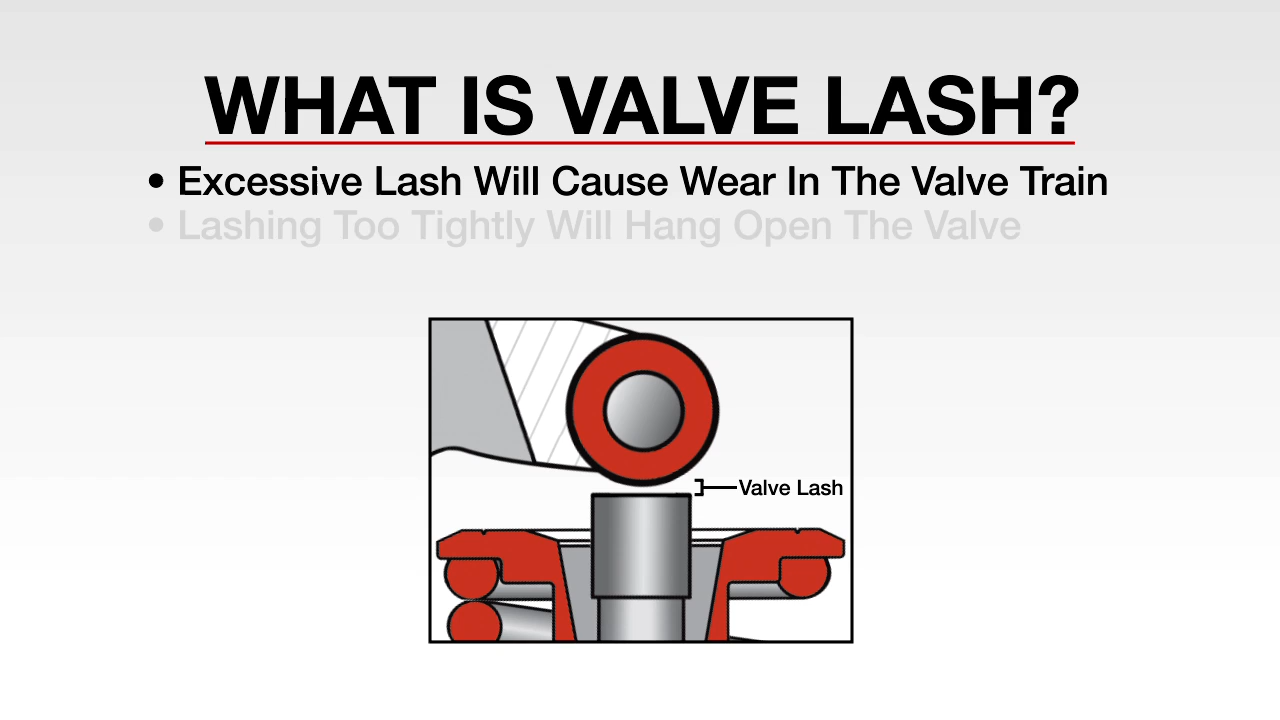 WHAT IS VALVE LASH?
• Excessive Lash Will Cause Wear In The Valve Train
• Lashing Too Tightly Will Hang Open The Valve
Valve Lash